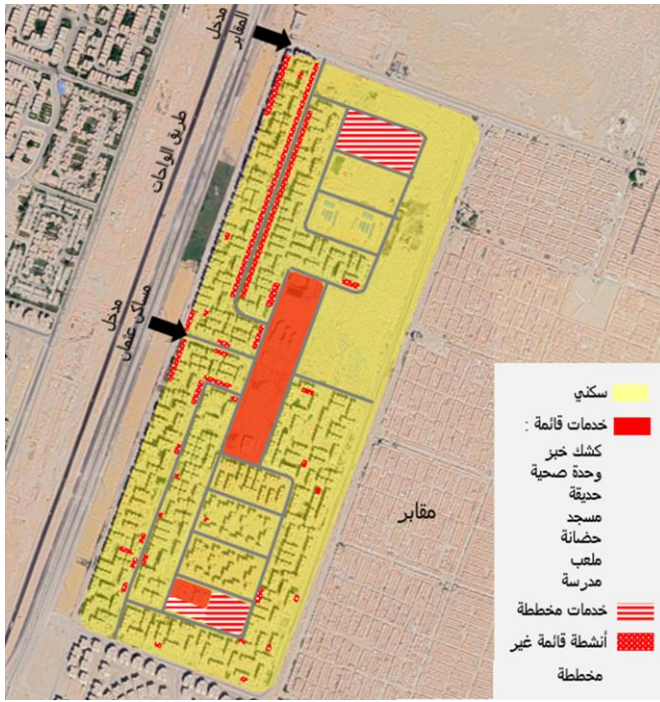 مدخل
المقابر
طريق الواحات
مدخل
مساكن عثمان
مقابر
سكني
خدمات قائمة :
كشك خبز
وحدة صحية
حديقة
مسجد
حضانة
ملعب
مدرسة
خدمات مخططة
أنشطة قائمة غير
مخططة